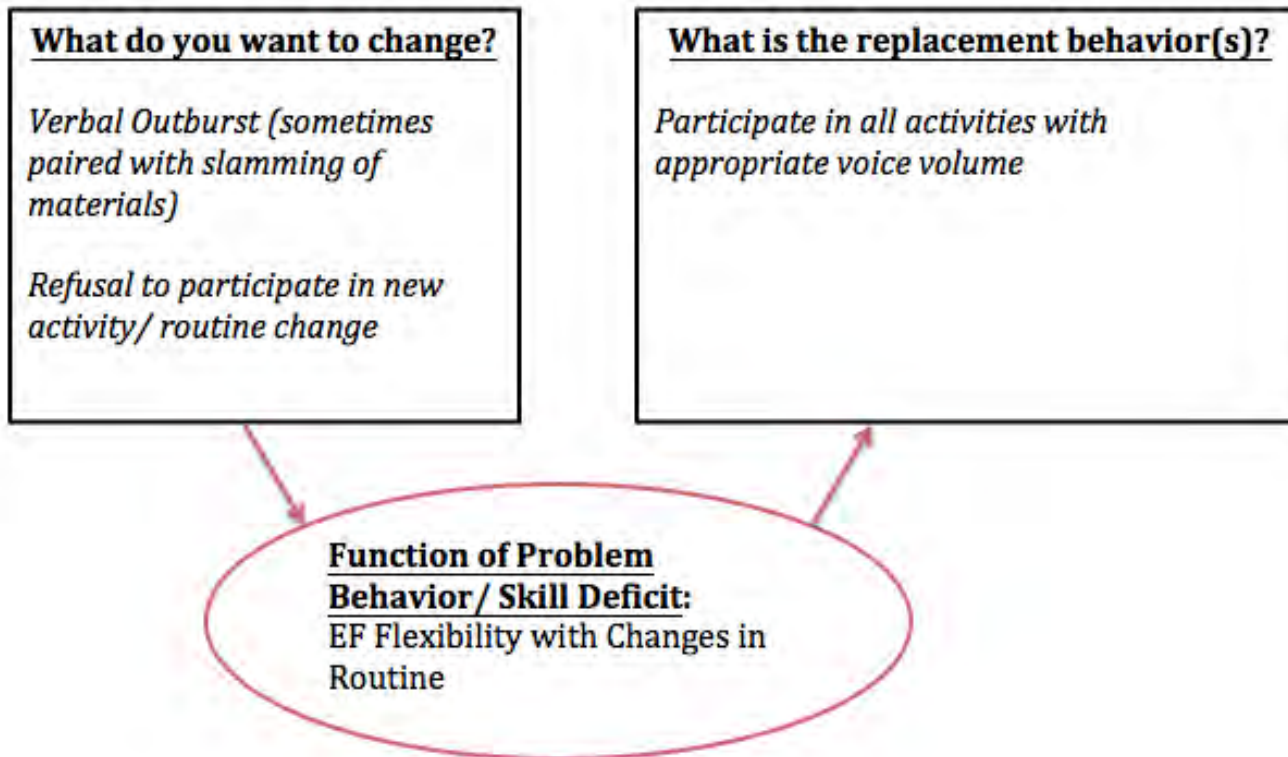 What do you want to change?
Verbal Outburst (sometimes
paired with slamming of
materials)
Refusal to participate in new
activity/ routine change
What is the replacement behavior(s)?
Participate in all activities with
appropriate voice volume
Function of Problem
Behavior/ Skill Deficit:
EF Flexibility with Changes in
Routine